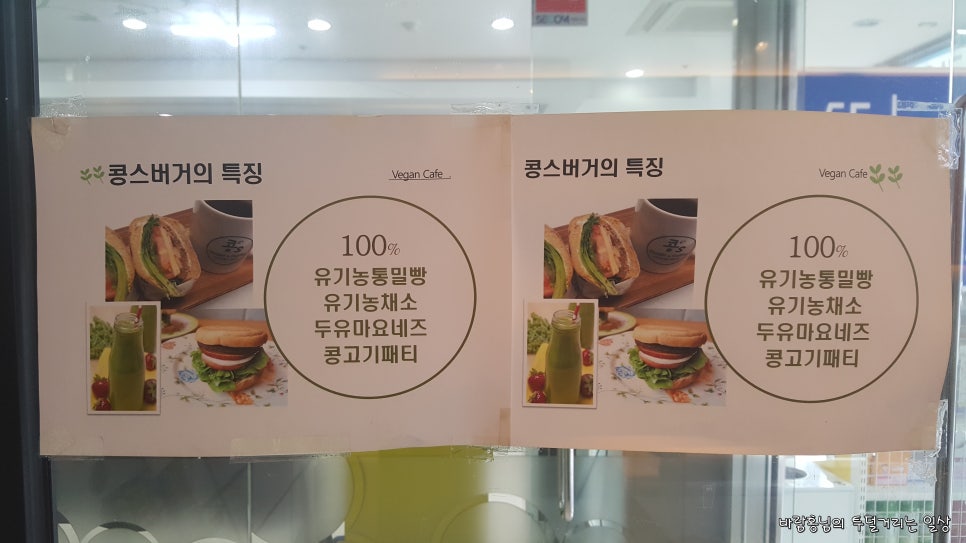 콩스버거의 특징
Vegan Cafe
100%
유기농통밀빵
유기농채소
두유마요네즈
콩고기패티
콩스버거의 특징
Vegan Cafe
100%
유기농통밀빵
유기농채소
두유마요네즈
콩고기패티
바람홍님의 투덜거리는 일상